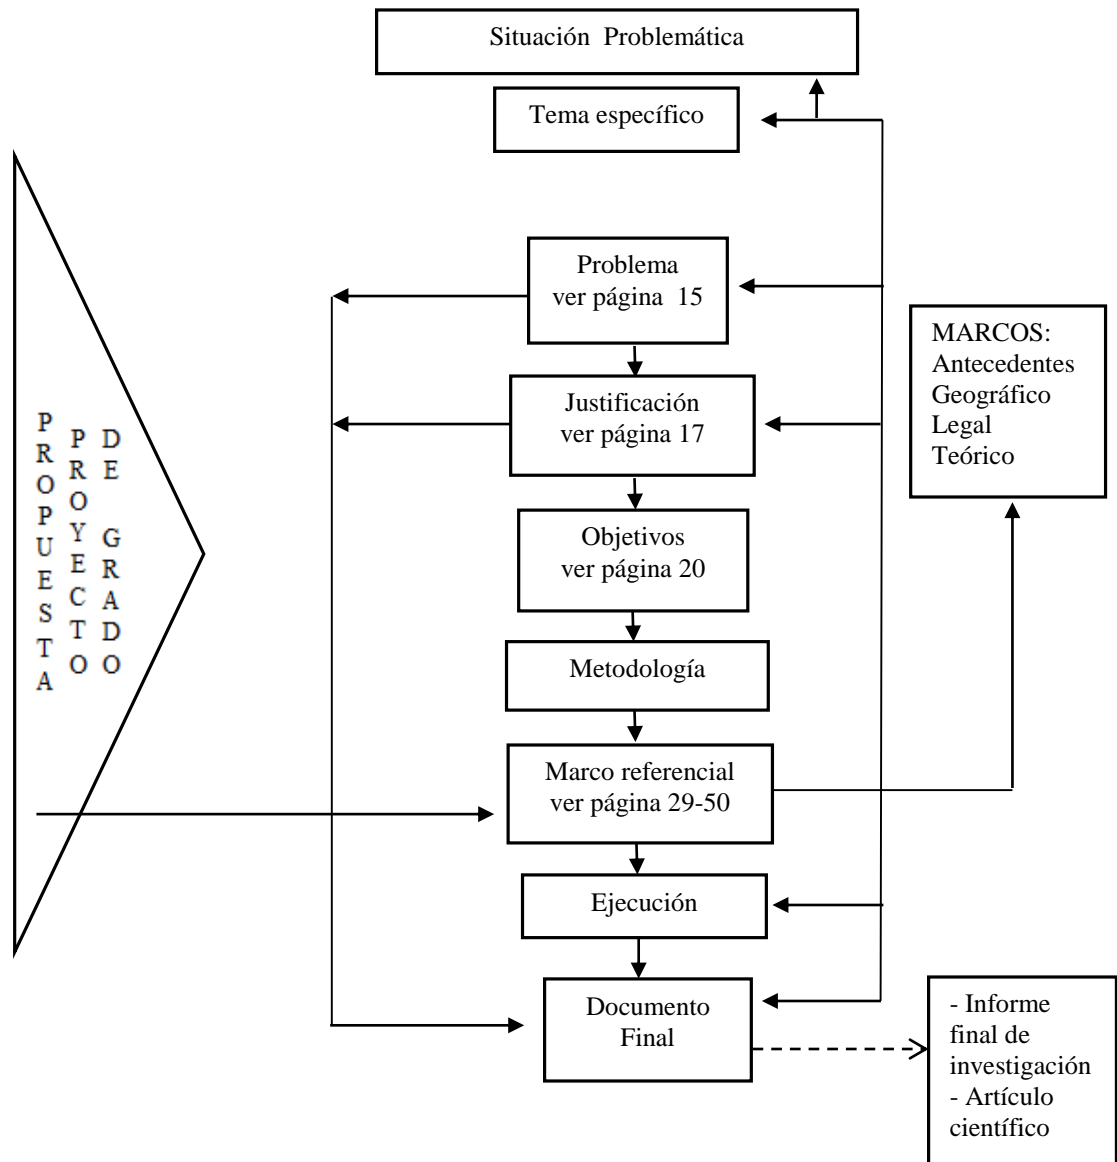 Situación Problemática
Tema específico
Problema
ver página 15
Justificación
ver página 17
Objetivos
ver página 20
Metodología
Marco referencial
ver página 29-50
Ejecución
Documento
Final
MARCOS:
Antecedentes
Geográfico
Legal
Teórico
- Informe
final de
investigación
- Artículo
científico
PROPUESTA
PROYECTO
DE GRADO